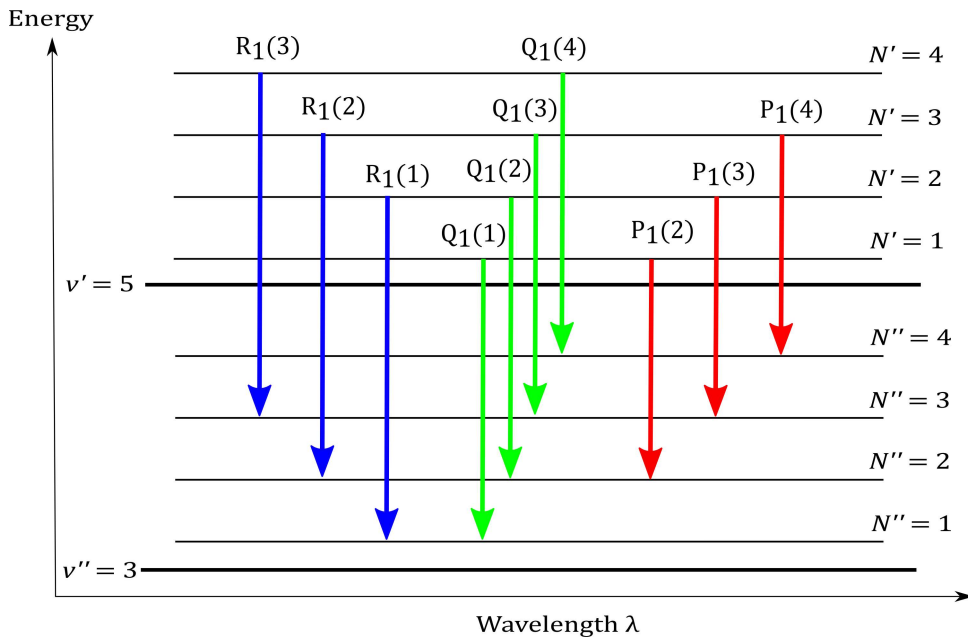 Energy
R₁(3)
Q₁(4)
N′ = 4
R₁(2)
Q₁(3)
P₁(4)
N′ = 3
R₁(1)
Q₁(2)
P₁(3)
N′ = 2
Q₁(1)
P₁(2)
N′ = 1
v′ = 5
N′′ = 4
N′′ = 3
N′′ = 2
N′′ = 1
v′′ = 3
Wavelength λ